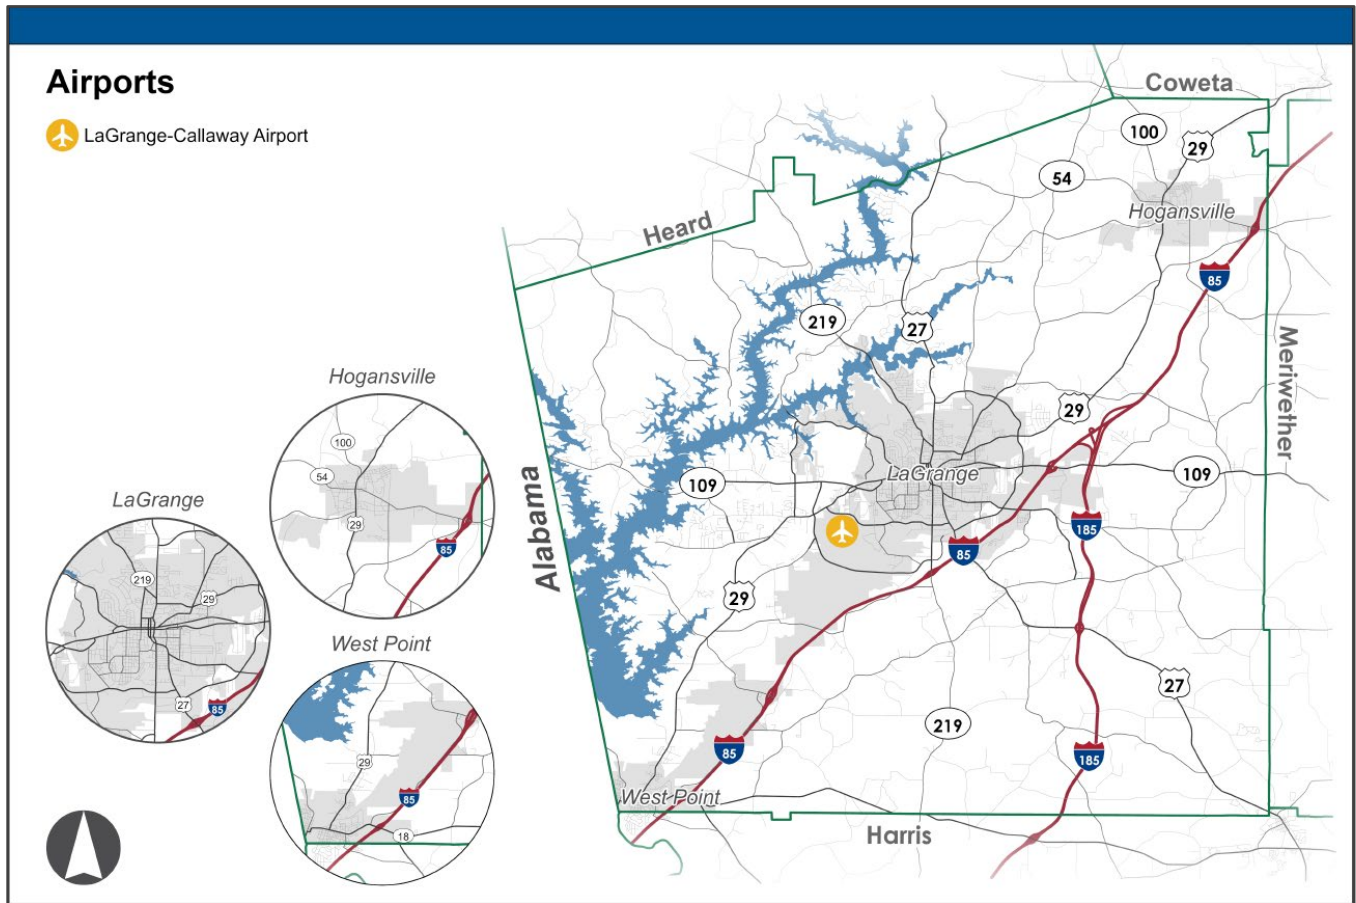 Airports
LaGrange-Callaway Airport
Coweta
100
29
54
Hogansville
Heard
85
219
27
Meriwether
Hogansville
29
100
54
29
85
Alabama
109
LaGrange
109
LaGrange
185
85
219
29
29
27
85
West Point
27
29
85
18
219
85
185
West Point
Harris